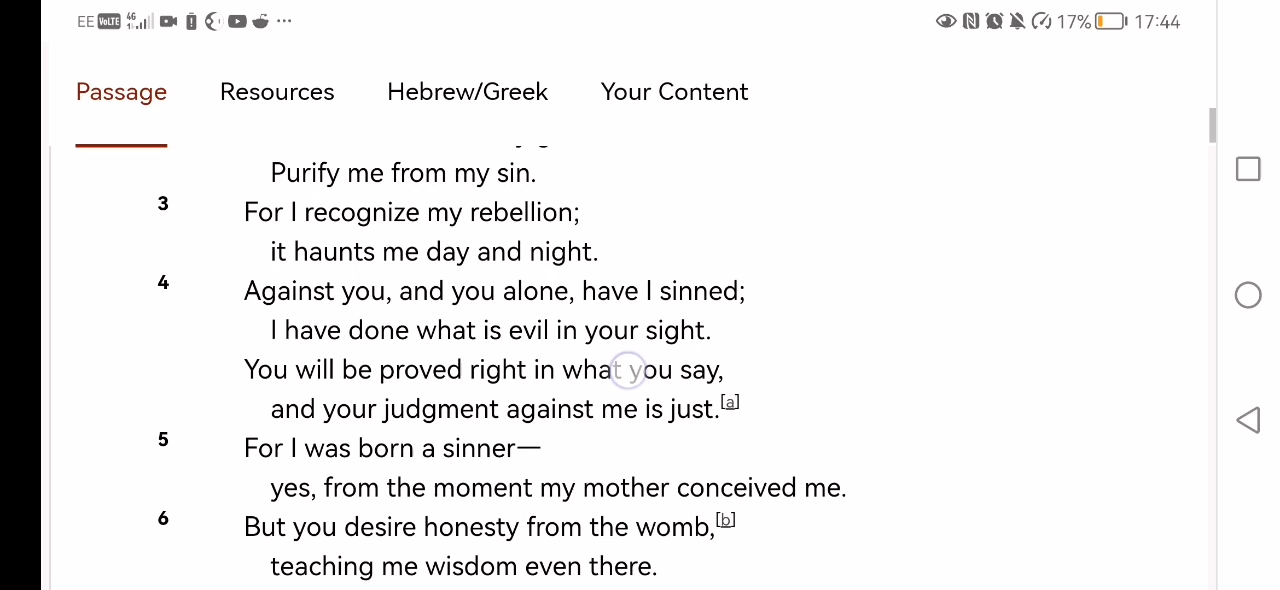 EE VoLTE 4G 17% 17:44
Passage Resources Hebrew/Greek Your Content
Purify me from my sin.
3 For I recognize my rebellion;
it haunts me day and night.
4 Against you, and you alone, have I sinned;
I have done what is evil in your sight.
You will be proved right in what you say,
and your judgment against me is just.[a]
5 For I was born a sinner—
yes, from the moment my mother conceived me.
6 But you desire honesty from the womb,[b]
teaching me wisdom even there.